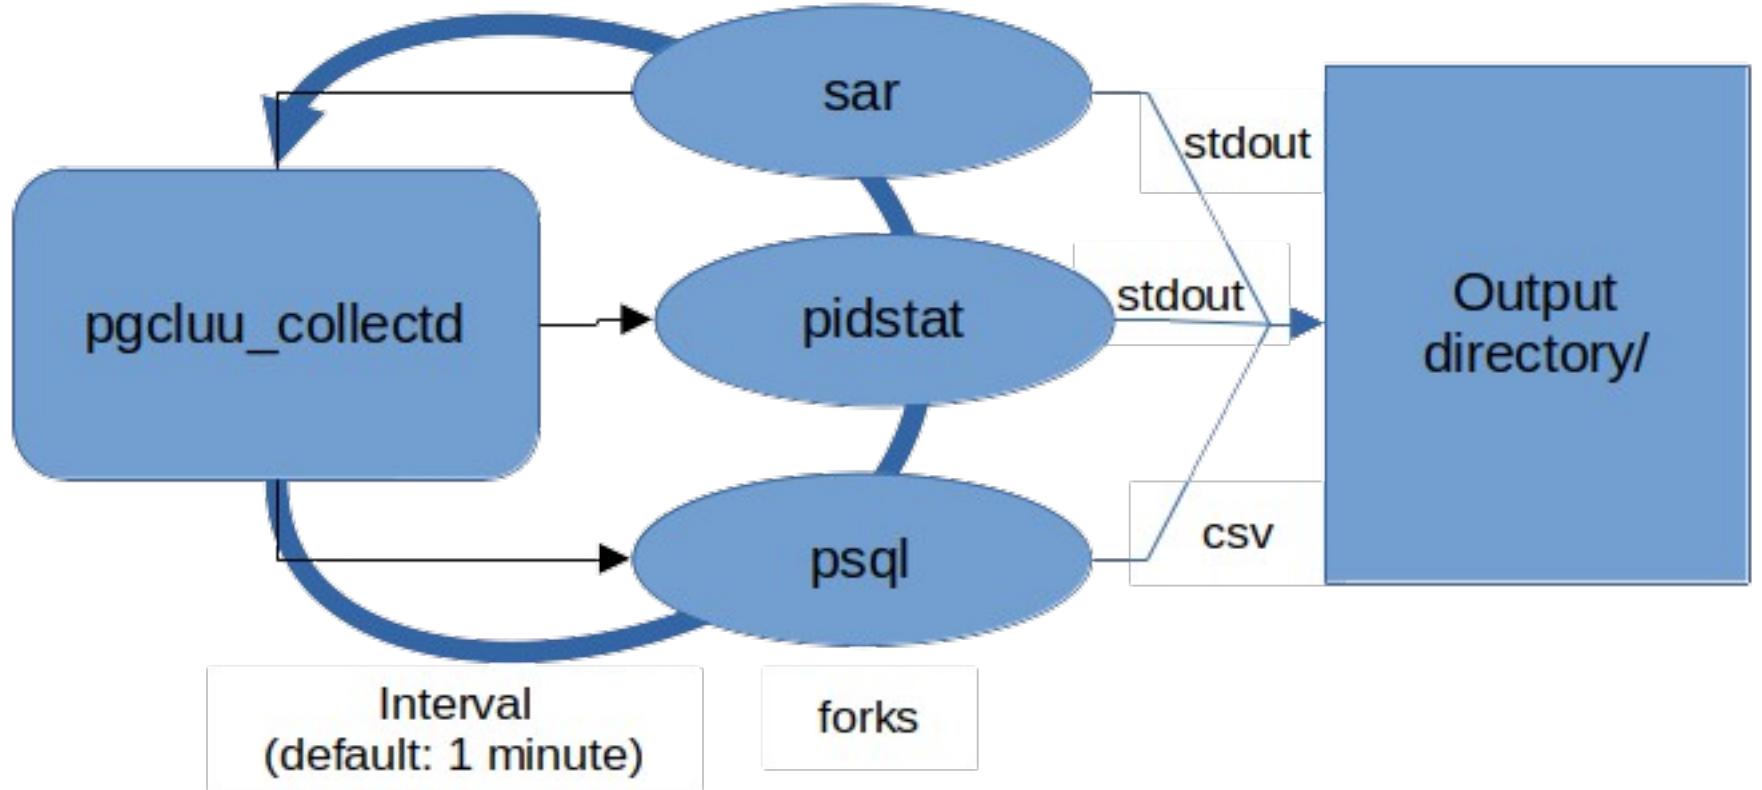 sar
stdout
pgcluu_collectd
pidstat
stdout
Output
directory/
psql
csv
Interval
(default: 1 minute)
forks